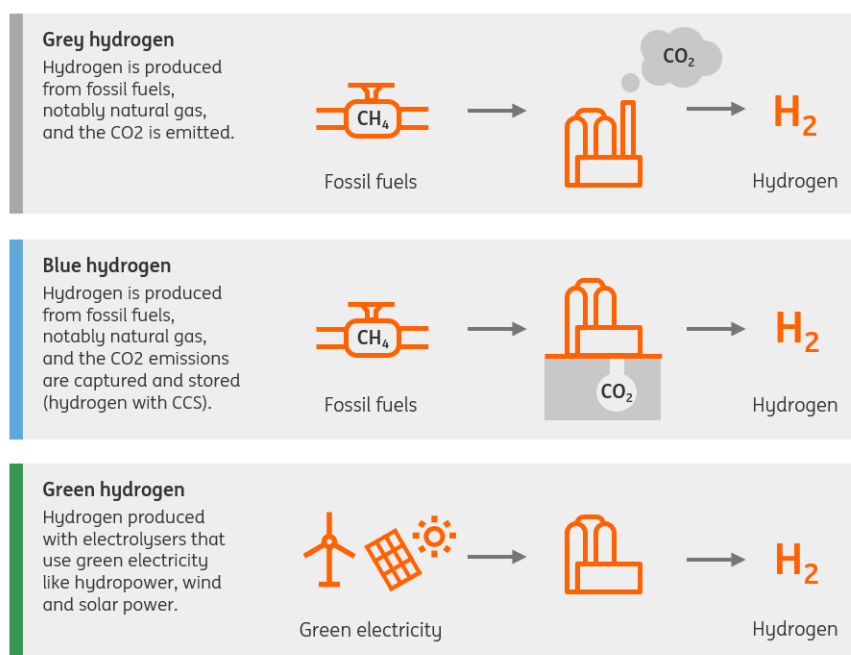 Grey hydrogen
Hydrogen is produced
from fossil fuels,
notably natural gas,
and the CO2 is emitted.
CH₄
Fossil fuels
CO₂
H₂
Hydrogen
Blue hydrogen
Hydrogen is produced
from fossil fuels,
notably natural gas,
and the CO2 emissions
are captured and stored
(hydrogen with CCS).
CH₄
Fossil fuels
CO₂
H₂
Hydrogen
Green hydrogen
Hydrogen produced
with electrolysers that
use green electricity
like hydropower, wind
and solar power.
Green electricity
H₂
Hydrogen